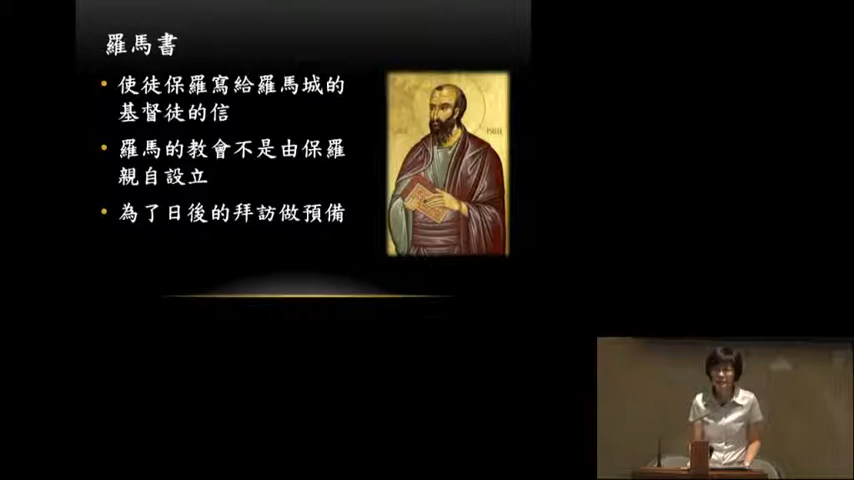 羅馬書
• 使徒保羅寫給羅馬城的
基督徒的信
• 羅馬的教會不是由保羅
親自設立
• 為了日後的拜訪做預備